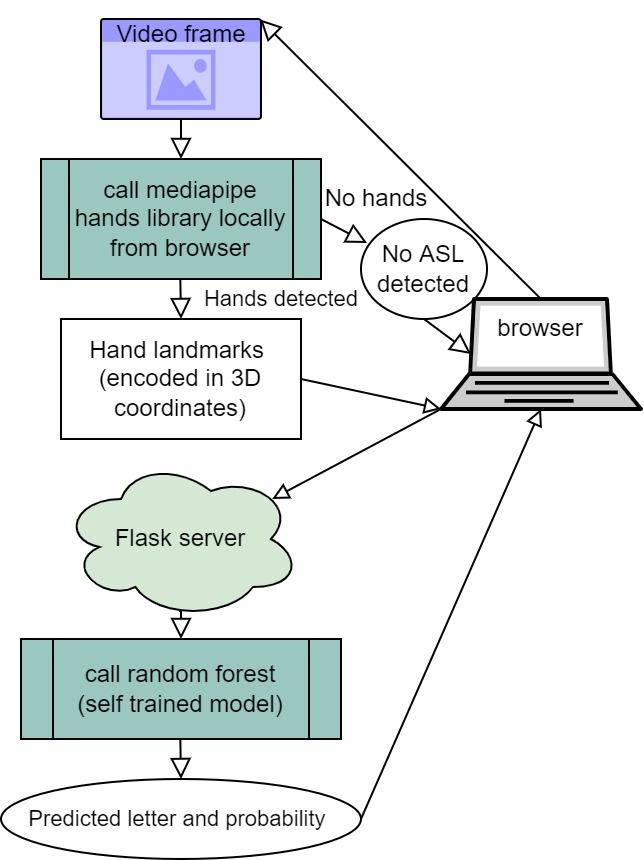 Video frame
call mediapipe
hands library locally
from browser
No hands
No ASL
detected
Hands detected
browser
Hand landmarks
(encoded in 3D
coordinates)
Flask server
call random forest
(self trained model)
Predicted letter and probability